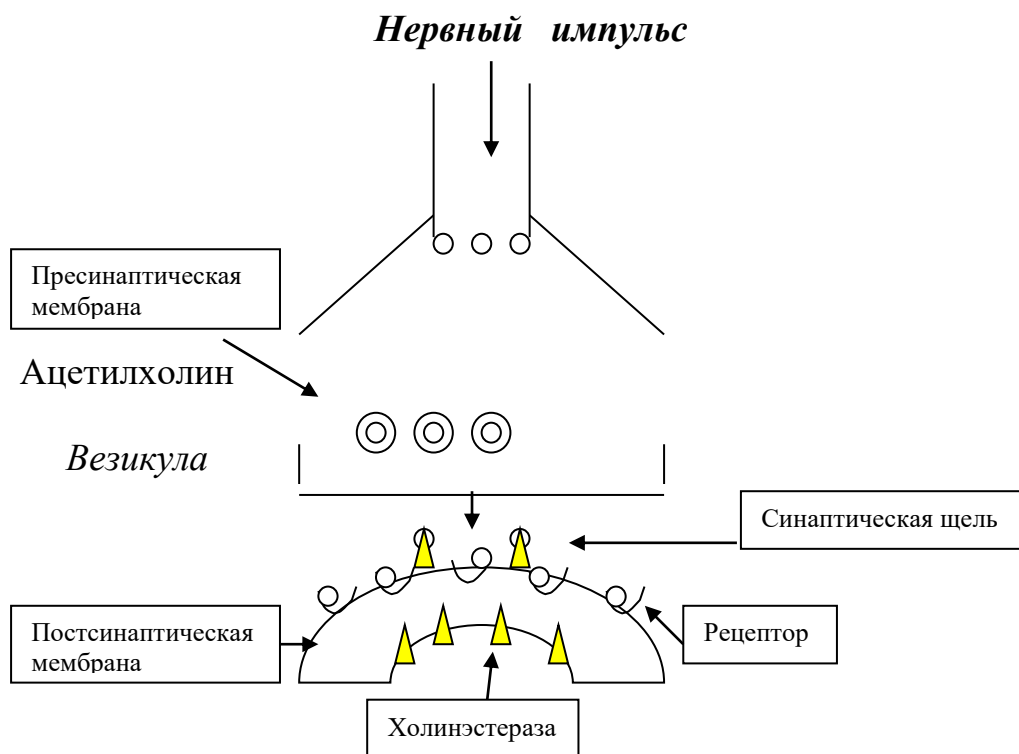 Нервный импульс
Пресинаптическая
мембрана
Ацетилхолин
Везикула
Синаптическая щель
Постсинаптическая
мембрана
Рецептор
Холинэстераза